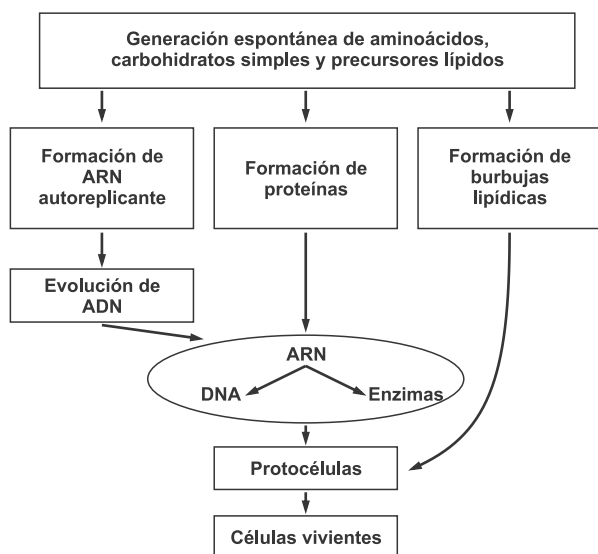 Generación espontánea de aminoácidos,
carbohidratos simples y precursores lípidos
Formación de
ARN
autoreplicante
Formación de
proteínas
Formación de
burbujas
lipídicas
Evolución de
ADN
ARN
DNA
Enzimas
Protocélulas
Células vivientes